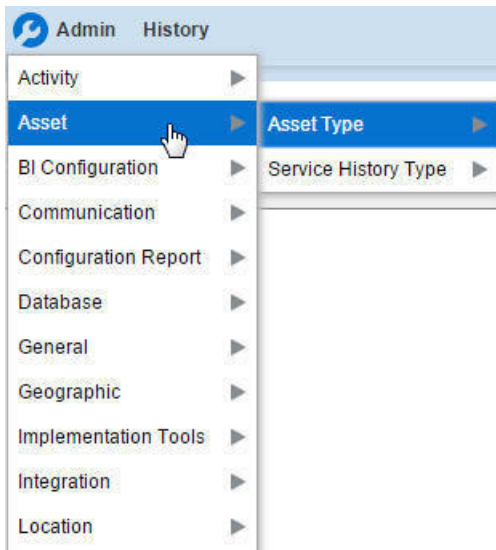 Admin History
Activity
Asset
Asset Type
BI Configuration
Service History Type
Communication
Configuration Report
Database
General
Geographic
Implementation Tools
Integration
Location